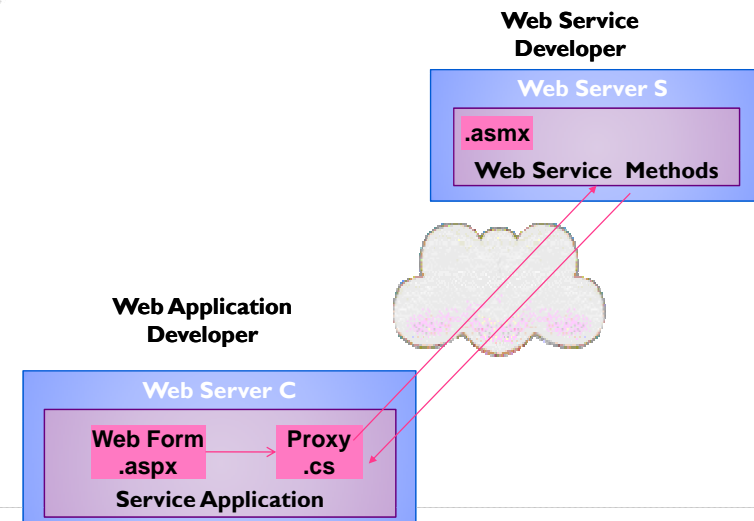 Web Service
Developer
Web Server S
.asmx
Web Service Methods
Web Application
Developer
Web Server C
Web Form
.aspx
Proxy
.cs
Service Application